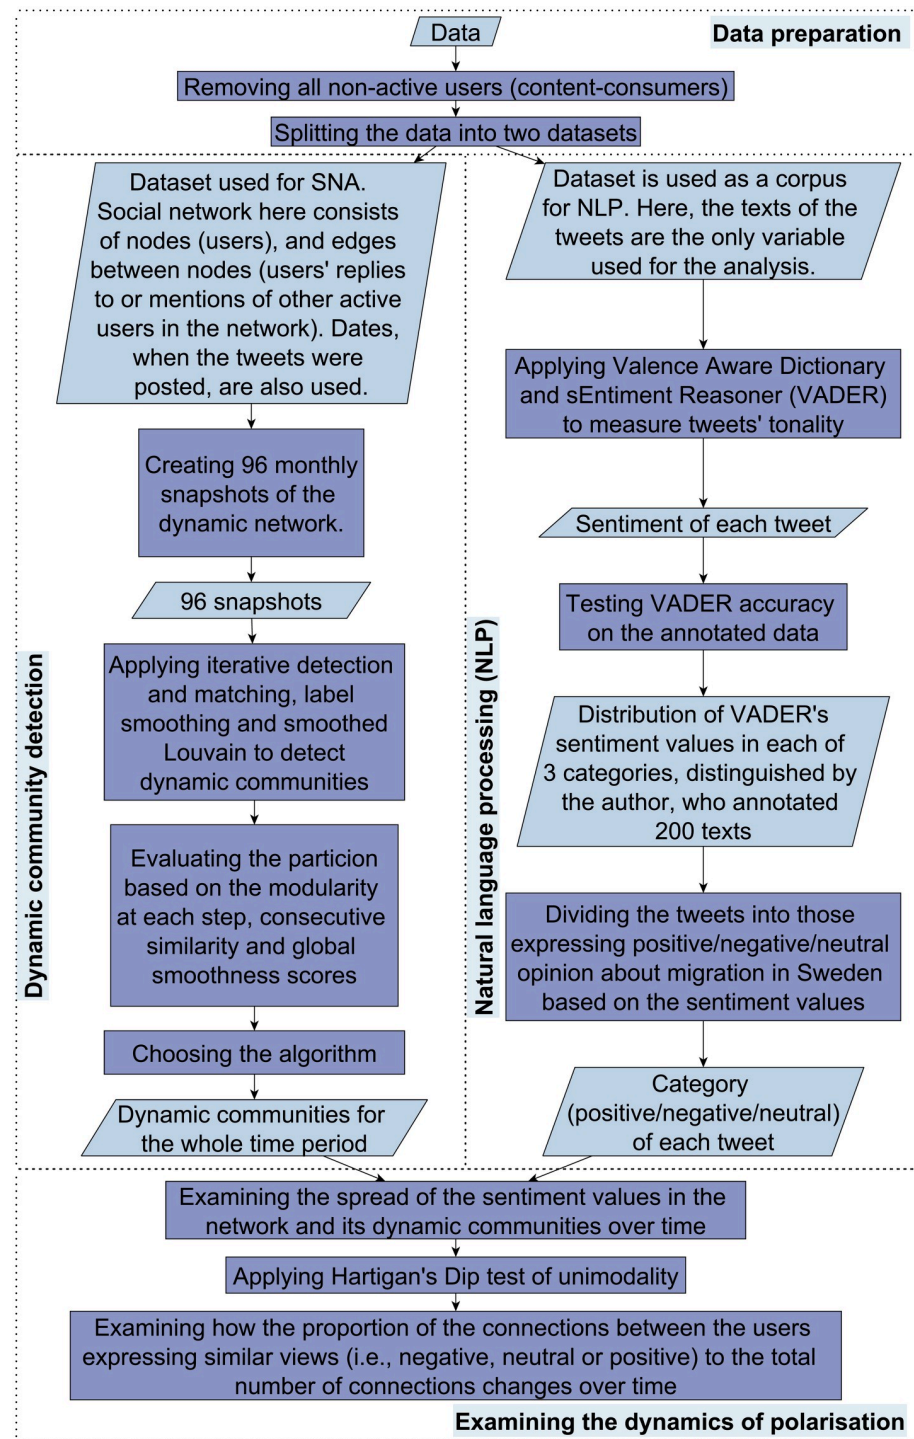 Data
Data preparation
Removing all non-active users (content-consumers)
Splitting the data into two datasets
Dataset used for SNA.
Social network here consists
of nodes (users), and edges
between nodes (users' replies
to or mentions of other active
users in the network). Dates,
when the tweets were
posted, are also used.
Creating 96 monthly
snapshots of the
dynamic network.
96 snapshots
Applying iterative detection
and matching, label
smoothing and smoothed
Louvain to detect
dynamic communities
Evaluating the particion
based on the modularity
at each step, consecutive
similarity and global
smoothness scores
Choosing the algorithm
Dynamic communities for
the whole time period
Dynamic community detection
Dataset is used as a corpus
for NLP. Here, the texts of the
tweets are the only variable
used for the analysis.
Applying Valence Aware Dictionary
and sEntiment Reasoner (VADER)
to measure tweets' tonality
Sentiment of each tweet
Testing VADER accuracy
on the annotated data
Distribution of VADER's
sentiment values in each of
3 categories, distinguished by
the author, who annotated
200 texts
Dividing the tweets into those
expressing positive/negative/neutral
opinion about migration in Sweden
based on the sentiment values
Category
(positive/negative/neutral)
of each tweet
Natural language processing (NLP)
Examining the spread of the sentiment values in the
network and its dynamic communities over time
Applying Hartigan's Dip test of unimodality
Examining how the proportion of the connections between the users
expressing similar views (i.e., negative, neutral or positive) to the total
number of connections changes over time
Examining the dynamics of polarisation